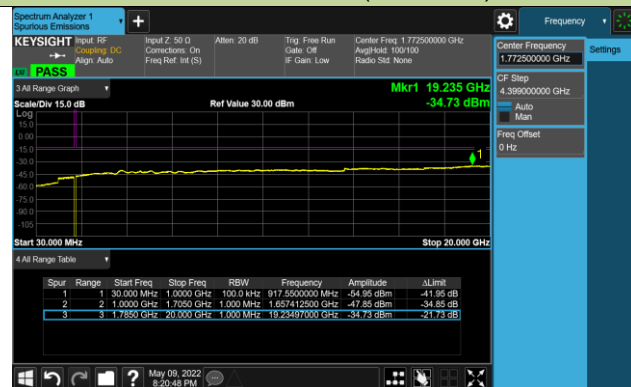 Spectrum Analyzer 1
Spurious Emissions
Frequency
KEYSIGHT
Input: RF
Coupling: DC
Align: Auto
Input Z: 50 Ω
Corrections: On
Freq Ref: Int (S)
Atten: 20 dB
Trig: Free Run
Gate: Off
IF Gain: Low
Center Freq: 1.772500000 GHz
Avg|Hold: 100/100
Radio Std: None
PASS
Center Frequency
1.772500000 GHz
Settings
CF Step
4.399000000 GHz
Auto
Man
Freq Offset
0 Hz
3 All Range Graph
Mkr1 19.235 GHz
Scale/Div 15.0 dB
Ref Value 30.00 dBm
-34.73 dBm
Log
15.0
0.00
-15.0
-30.0
-45.0
-60.0
-75.0
-90.0
-105
1
Start 30.000 MHz
Stop 20.000 GHz
4 All Range Table
Spur Range Start Freq Stop Freq RBW Frequency Amplitude ΔLimit
1 1 30.000 MHz 1.0000 GHz 100.0 kHz 917.5500000 MHz -54.95 dBm -41.95 dB
2 2 1.0000 GHz 1.7050 GHz 1.000 MHz 1.657412500 GHz -47.85 dBm -34.85 dB
3 3 1.7850 GHz 20.000 GHz 1.000 MHz 19.23497000 GHz -34.73 dBm -21.73 dB
?
May 09, 2022
8:20:48 PM